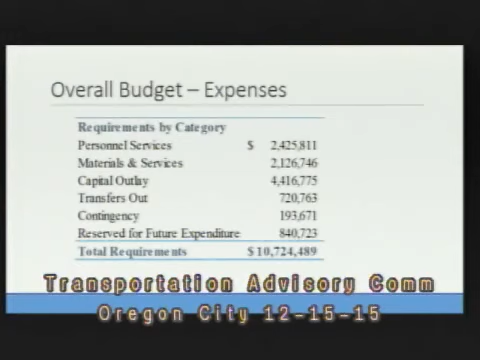 Overall Budget – Expenses
Requirements by Category
Personnel Services $ 2,425,811
Materials & Services 2,126,746
Capital Outlay 4,416,775
Transfers Out 720,763
Contingency 193,671
Reserved for Future Expenditure 840,723
Total Requirements $10,724,489
Transportation Advisory Comm
Oregon City 12-15-15